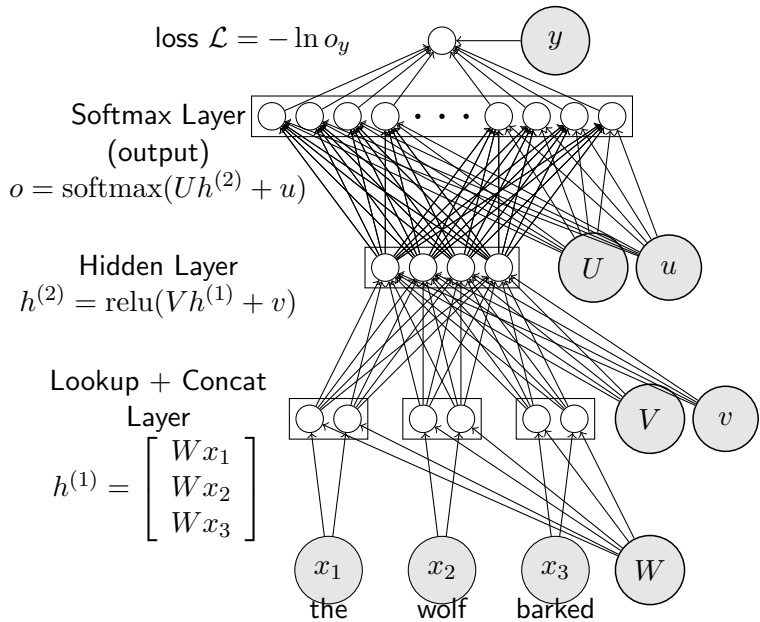 loss ℒ = − ln o_y
y
Softmax Layer
(output)
o = softmax(Uh^(2) + u)
. . .
Hidden Layer
h^(2) = relu(Vh^(1) + v)
U
u
Lookup + Concat
Layer
h^(1) = [ Wx_1
Wx_2
Wx_3 ]
V
v
x_1
x_2
x_3
W
the
wolf
barked